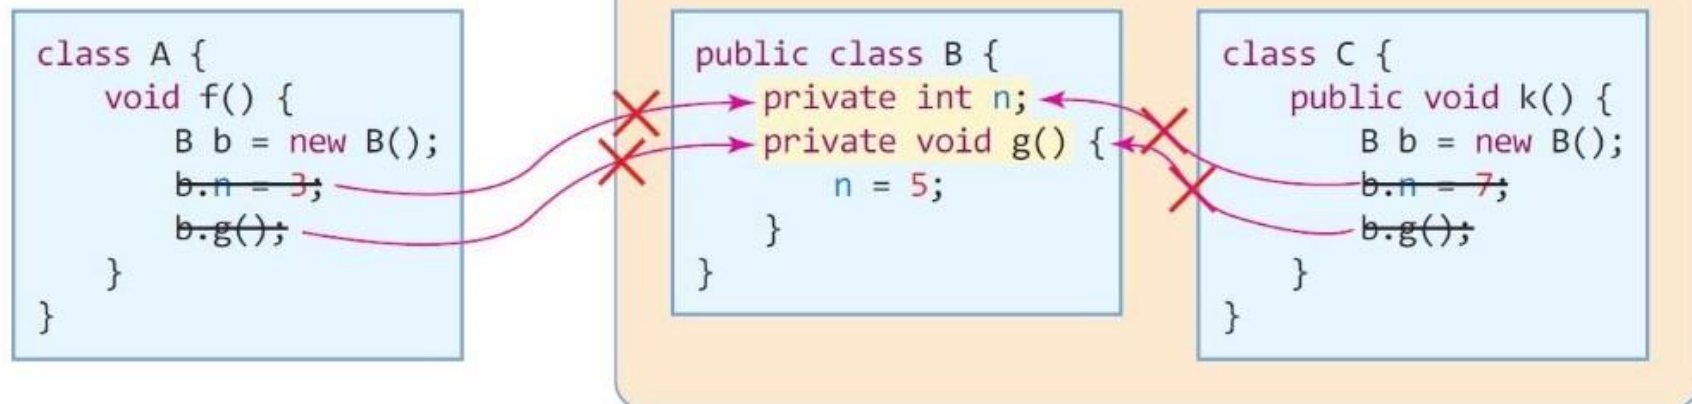 class A {
void f() {
B b = new B();
b.n = 3;
b.g();
}
}
public class B {
private int n;
private void g() {
n = 5;
}
}
class C {
public void k() {
B b = new B();
b.n = 7;
b.g();
}
}